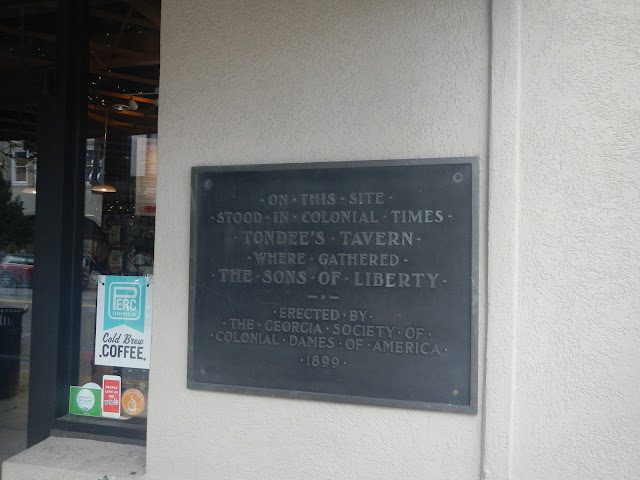 · ON · THIS · SITE ·
· STOOD · IN · COLONIAL · TIMES ·
· TONDEE'S · TAVERN ·
· WHERE · GATHERED ·
· THE · SONS · OF · LIBERTY ·
· ERECTED · BY ·
· THE · GEORGIA · SOCIETY · OF ·
· COLONIAL · DAMES · OF · AMERICA ·
· 1899 ·
PERC
Cold Brew
.COFFEE.